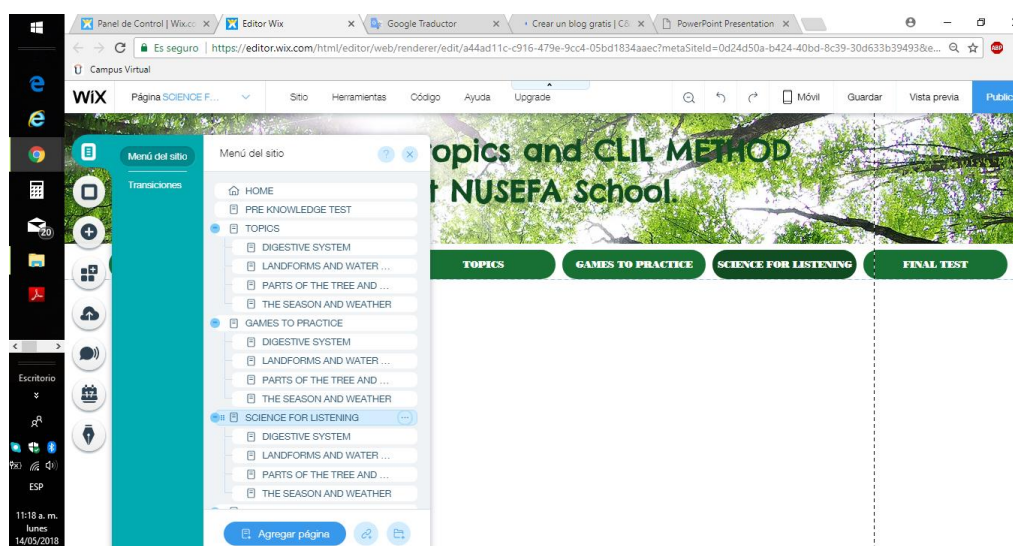 Panel de Control | Wix.co
Editor Wix
Google Traductor
Crear un blog gratis | C
PowerPoint Presentation
Es seguro | https://editor.wix.com/html/editor/web/renderer/edit/a44ad11c-c916-479e-9cc4-05bd1834aaec?metaSiteId=0d24d50a-b424-40bd-8c39-30d633b39493&e...
ABP
Campus Virtual
WiX
Página SCIENCE F...
Sitio
Herramientas
Código
Ayuda
Upgrade
Móvil
Guardar
Vista previa
Public
opics and CLIL METHOD
t NUSEFA School.
TOPICS
GAMES TO PRACTICE
SCIENCE FOR LISTENING
FINAL TEST
Menú del sitio
Transiciones
Menú del sitio
?
HOME
PRE KNOWLEDGE TEST
TOPICS
DIGESTIVE SYSTEM
LANDFORMS AND WATER ...
PARTS OF THE TREE AND ...
THE SEASON AND WEATHER
GAMES TO PRACTICE
DIGESTIVE SYSTEM
LANDFORMS AND WATER ...
PARTS OF THE TREE AND ...
THE SEASON AND WEATHER
SCIENCE FOR LISTENING
DIGESTIVE SYSTEM
LANDFORMS AND WATER ...
PARTS OF THE TREE AND ...
THE SEASON AND WEATHER
Agregar página
17
20
Escritorio
ESP
11:18 a. m.
lunes
14/05/2018